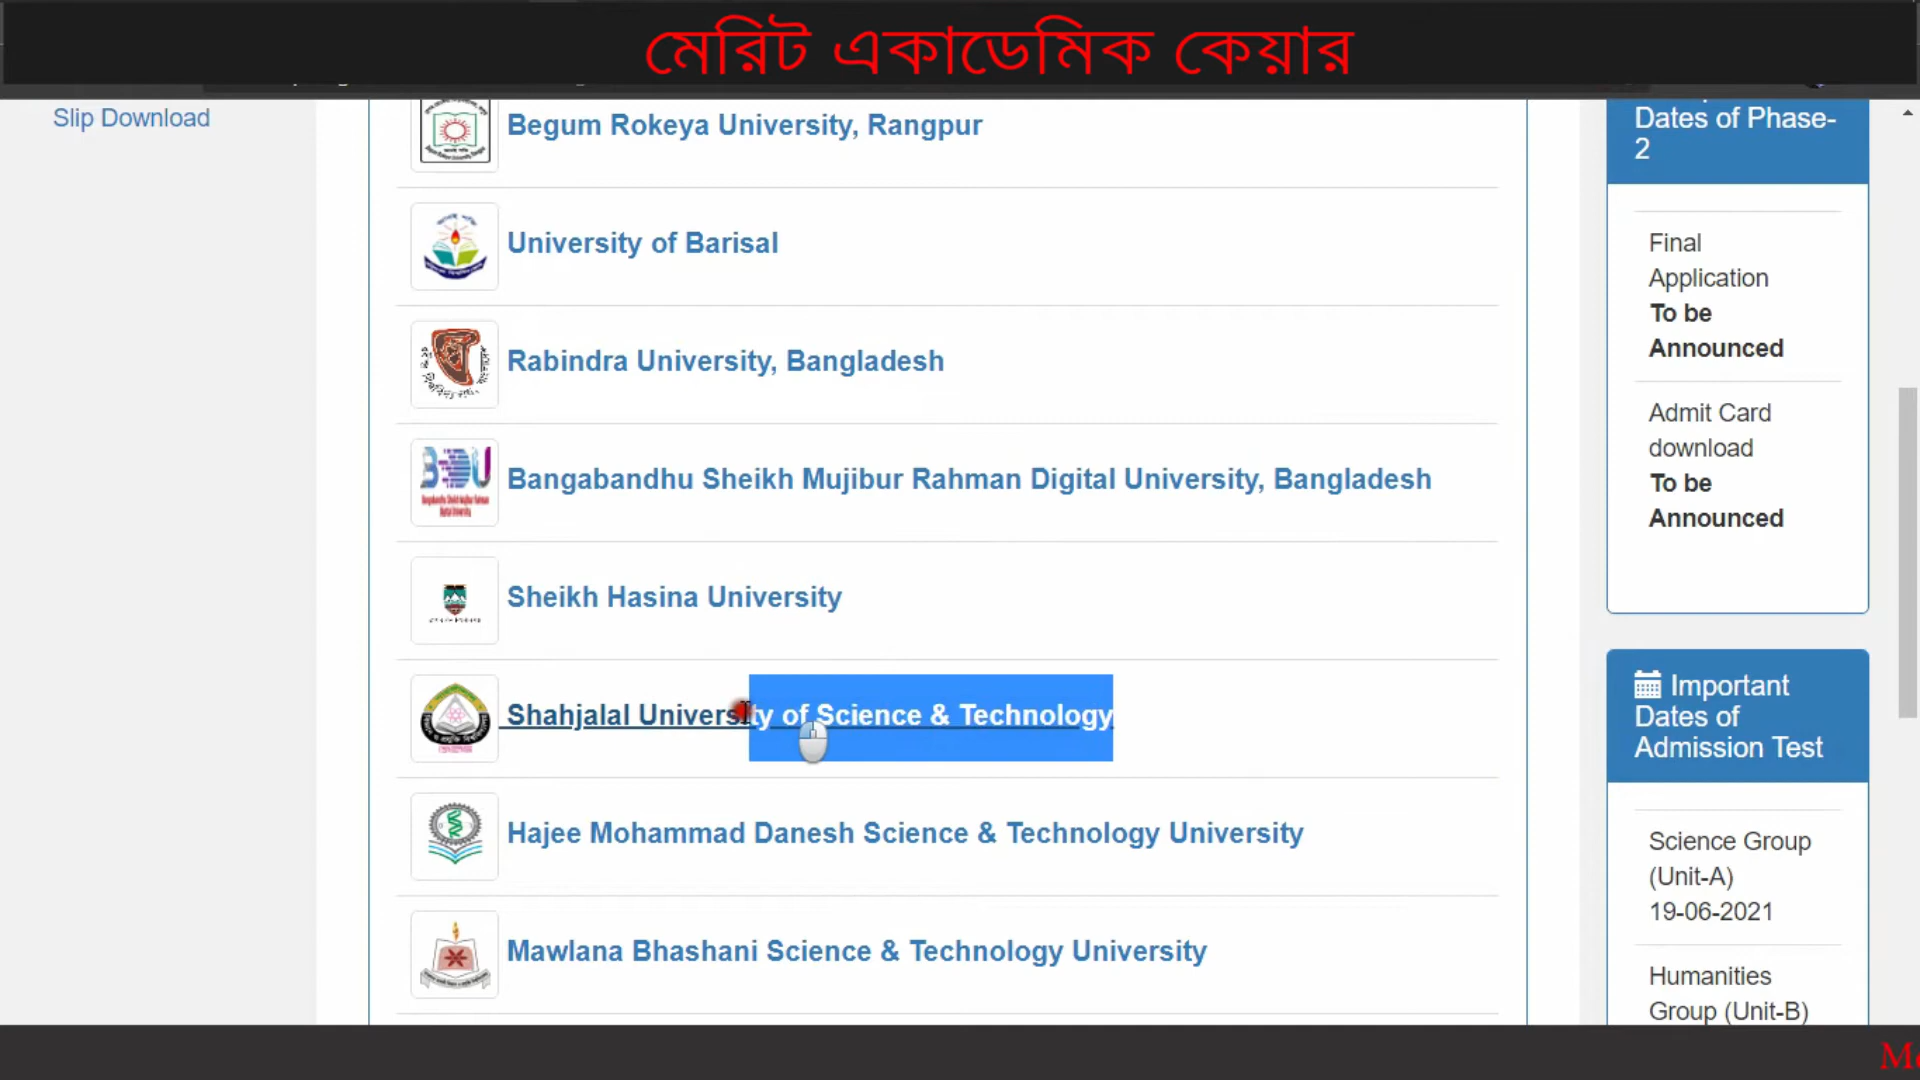 মেরিট একাডেমিক কেয়ার
Slip Download
Begum Rokeya University, Rangpur
University of Barisal
Rabindra University, Bangladesh
Bangabandhu Sheikh Mujibur Rahman Digital University, Bangladesh
Sheikh Hasina University
Shahjalal University of Science & Technology
Hajee Mohammad Danesh Science & Technology University
Mawlana Bhashani Science & Technology University
Dates of Phase-
2
Final
Application
To be
Announced
Admit Card
download
To be
Announced
Important
Dates of
Admission Test
Science Group
(Unit-A)
19-06-2021
Humanities
Group (Unit-B)